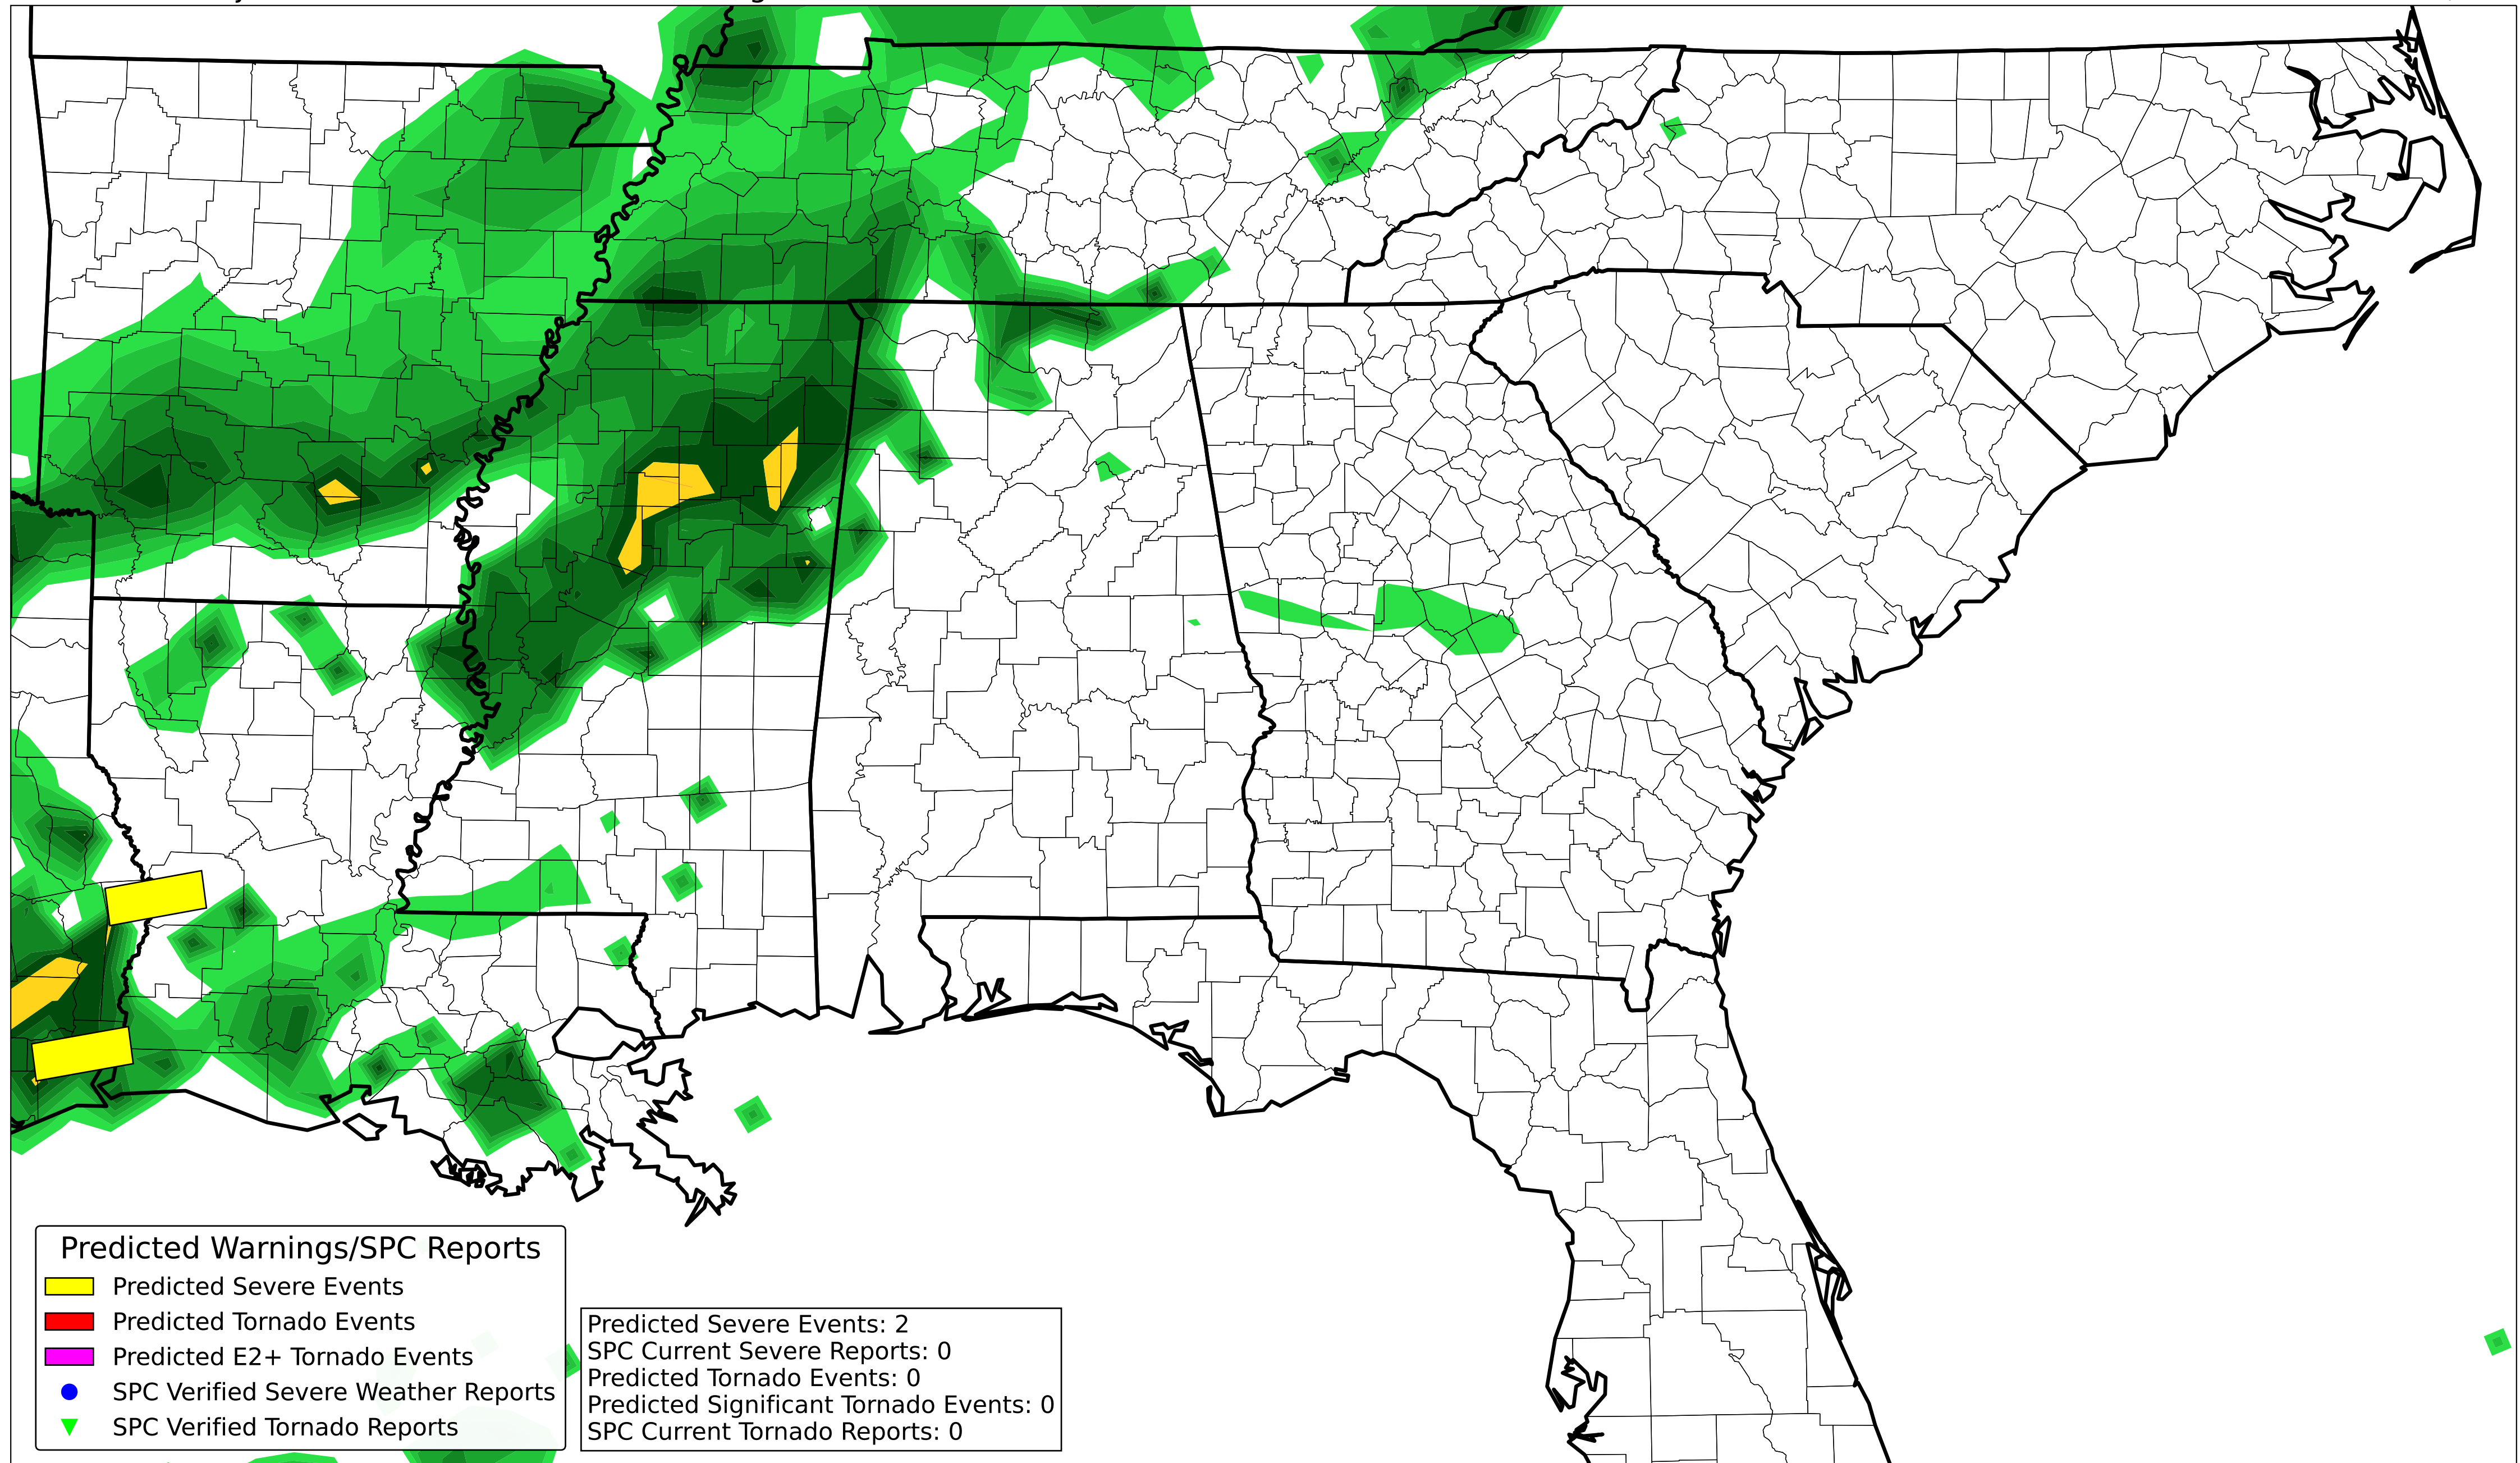 Predicted Warnings/SPC Reports
Predicted Severe Events
Predicted Tornado Events
Predicted E2+ Tornado Events
SPC Verified Severe Weather Reports
SPC Verified Tornado Reports
Predicted Severe Events: 2
SPC Current Severe Reports: 0
Predicted Tornado Events: 0
Predicted Significant Tornado Events: 0
SPC Current Tornado Reports: 0